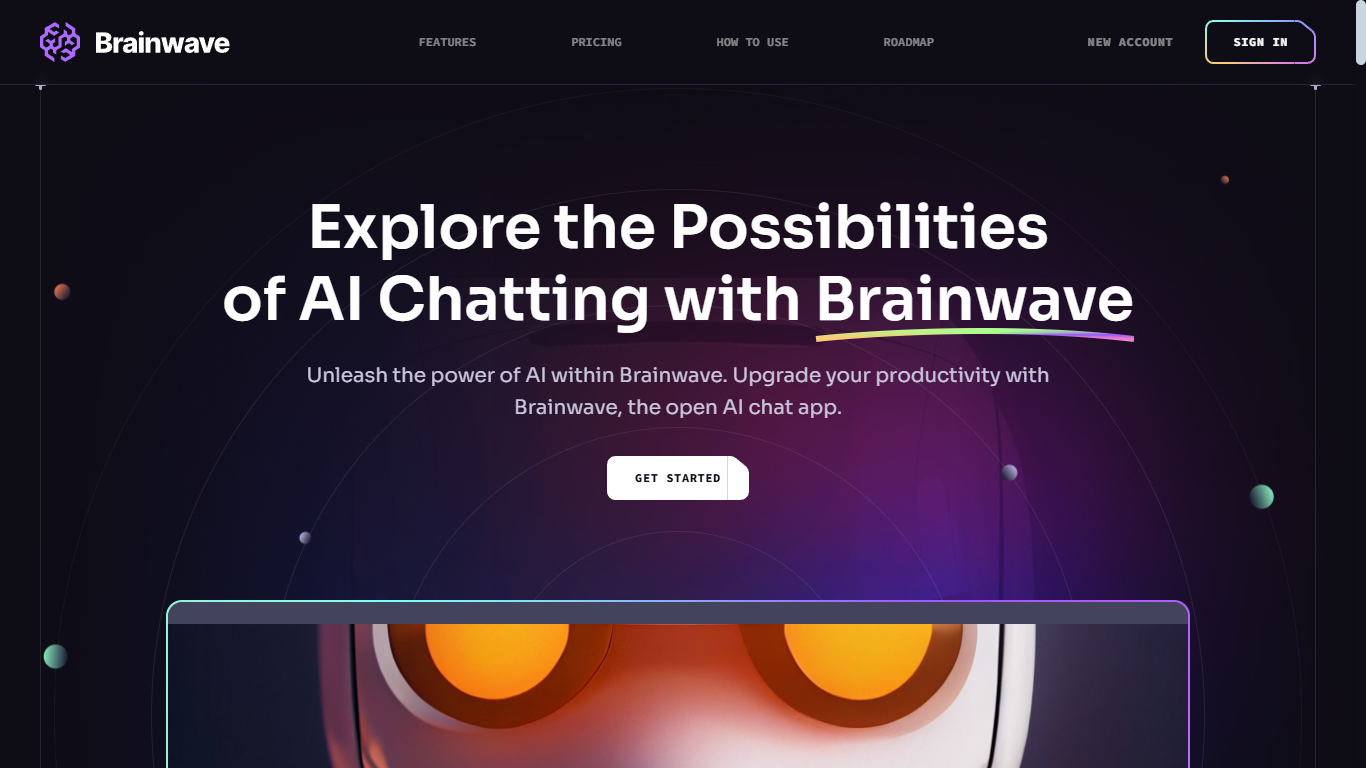 Brainwave
FEATURES
PRICING
HOW TO USE
ROADMAP
NEW ACCOUNT
SIGN IN
Explore the Possibilities
of AI Chatting with Brainwave
Unleash the power of AI within Brainwave. Upgrade your productivity with
Brainwave, the open AI chat app.
GET STARTED